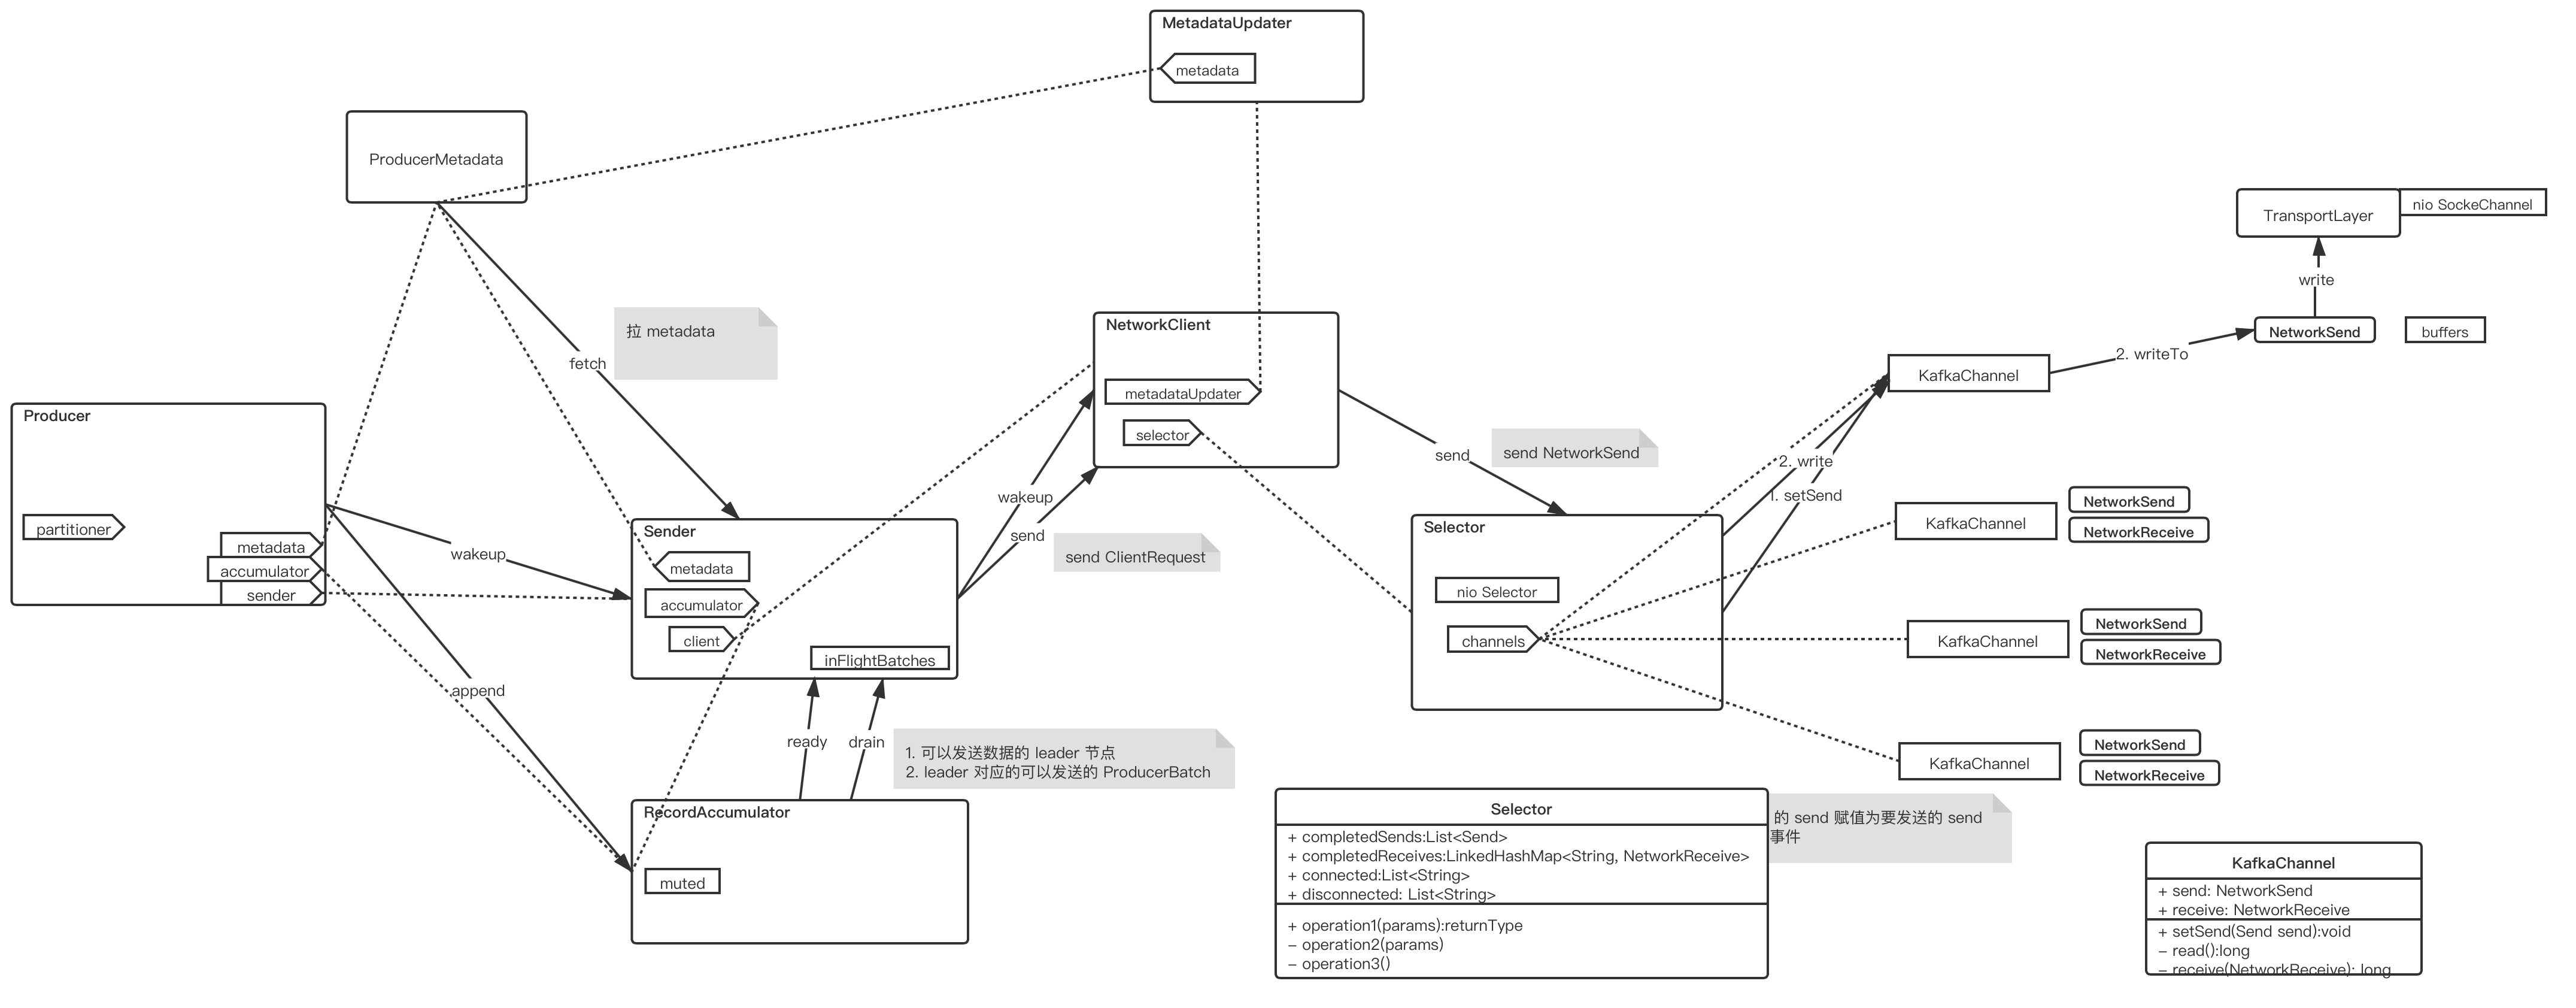 MetadataUpdater
metadata
ProducerMetadata
TransportLayer
nio SockeChannel
write
NetworkSend
buffers
2. writeTo
KafkaChannel
拉 metadata
fetch
NetworkClient
metadataUpdater
selector
send
send NetworkSend
2. write
1. setSend
Producer
partitioner
metadata
accumulator
sender
wakeup
append
Sender
metadata
accumulator
client
inFlightBatches
wakeup
send
send ClientRequest
Selector
nio Selector
channels
KafkaChannel
NetworkSend
NetworkReceive
KafkaChannel
NetworkSend
NetworkReceive
KafkaChannel
NetworkSend
NetworkReceive
ready
drain
1. 可以发送数据的 leader 节点
2. leader 对应的可以发送的 ProducerBatch
RecordAccumulator
muted
Selector
+ completedSends:List<Send>
+ completedReceives:LinkedHashMap<String, NetworkReceive>
+ connected:List<String>
+ disconnected: List<String>
+ operation1(params):returnType
- operation2(params)
- operation3()
的 send 赋值为要发送的 send
事件
KafkaChannel
+ send: NetworkSend
+ receive: NetworkReceive
+ setSend(Send send):void
- read():long
- receive(NetworkReceive): long